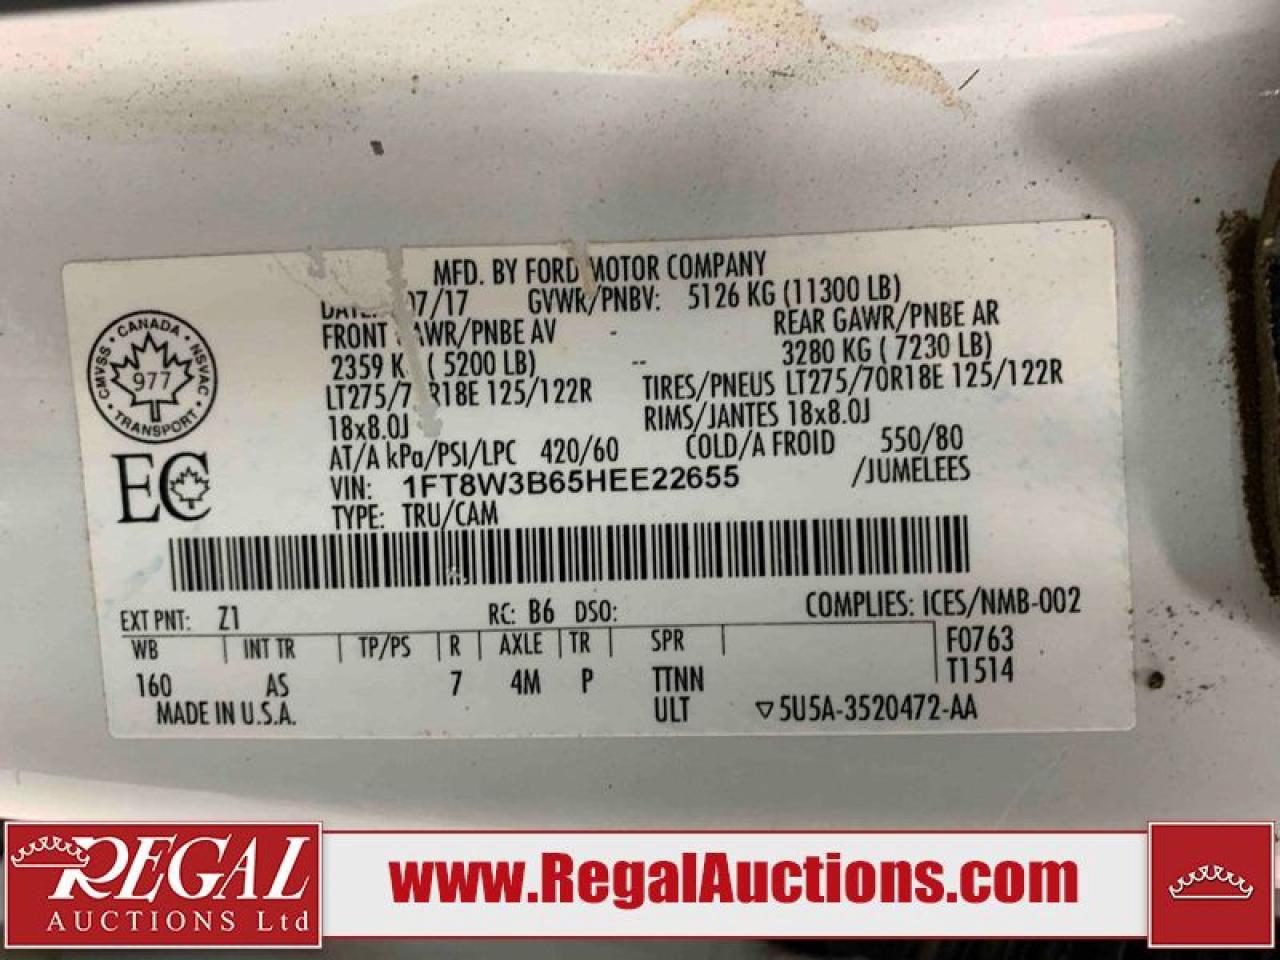 MFD. BY FORD MOTOR COMPANY
07/17 GVWR/PNBV: 5126 KG (11300 LB)
FRONT GAWR/PNBE AV - REAR GAWR/PNBE AR
2359 K ( 5200 LB) -- 3280 KG ( 7230 LB)
LT275/7 R18E 125/122R TIRES/PNEUS LT275/70R18E 125/122R
18x8.0J RIMS/JANTES 18x8.0J
AT/A kPa/PSI/LPC 420/60 COLD/A FROID 550/80
VIN: 1FT8W3B65HEE22655 /JUMELEES
TYPE: TRU/CAM
CANADA
CMVSS NSVAC
977
TRANSPORT
EC
EXT PNT: Z1 RC: B6 DSO: COMPLIES: ICES/NMB-002
WB | INT TR | TP/PS | R | AXLE | TR | SPR | F0763
160 AS 7 4M P TTNN T1514
MADE IN U.S.A. ULT ▽5U5A-3520472-AA
REGAL
AUCTIONS Ltd
www.RegalAuctions.com